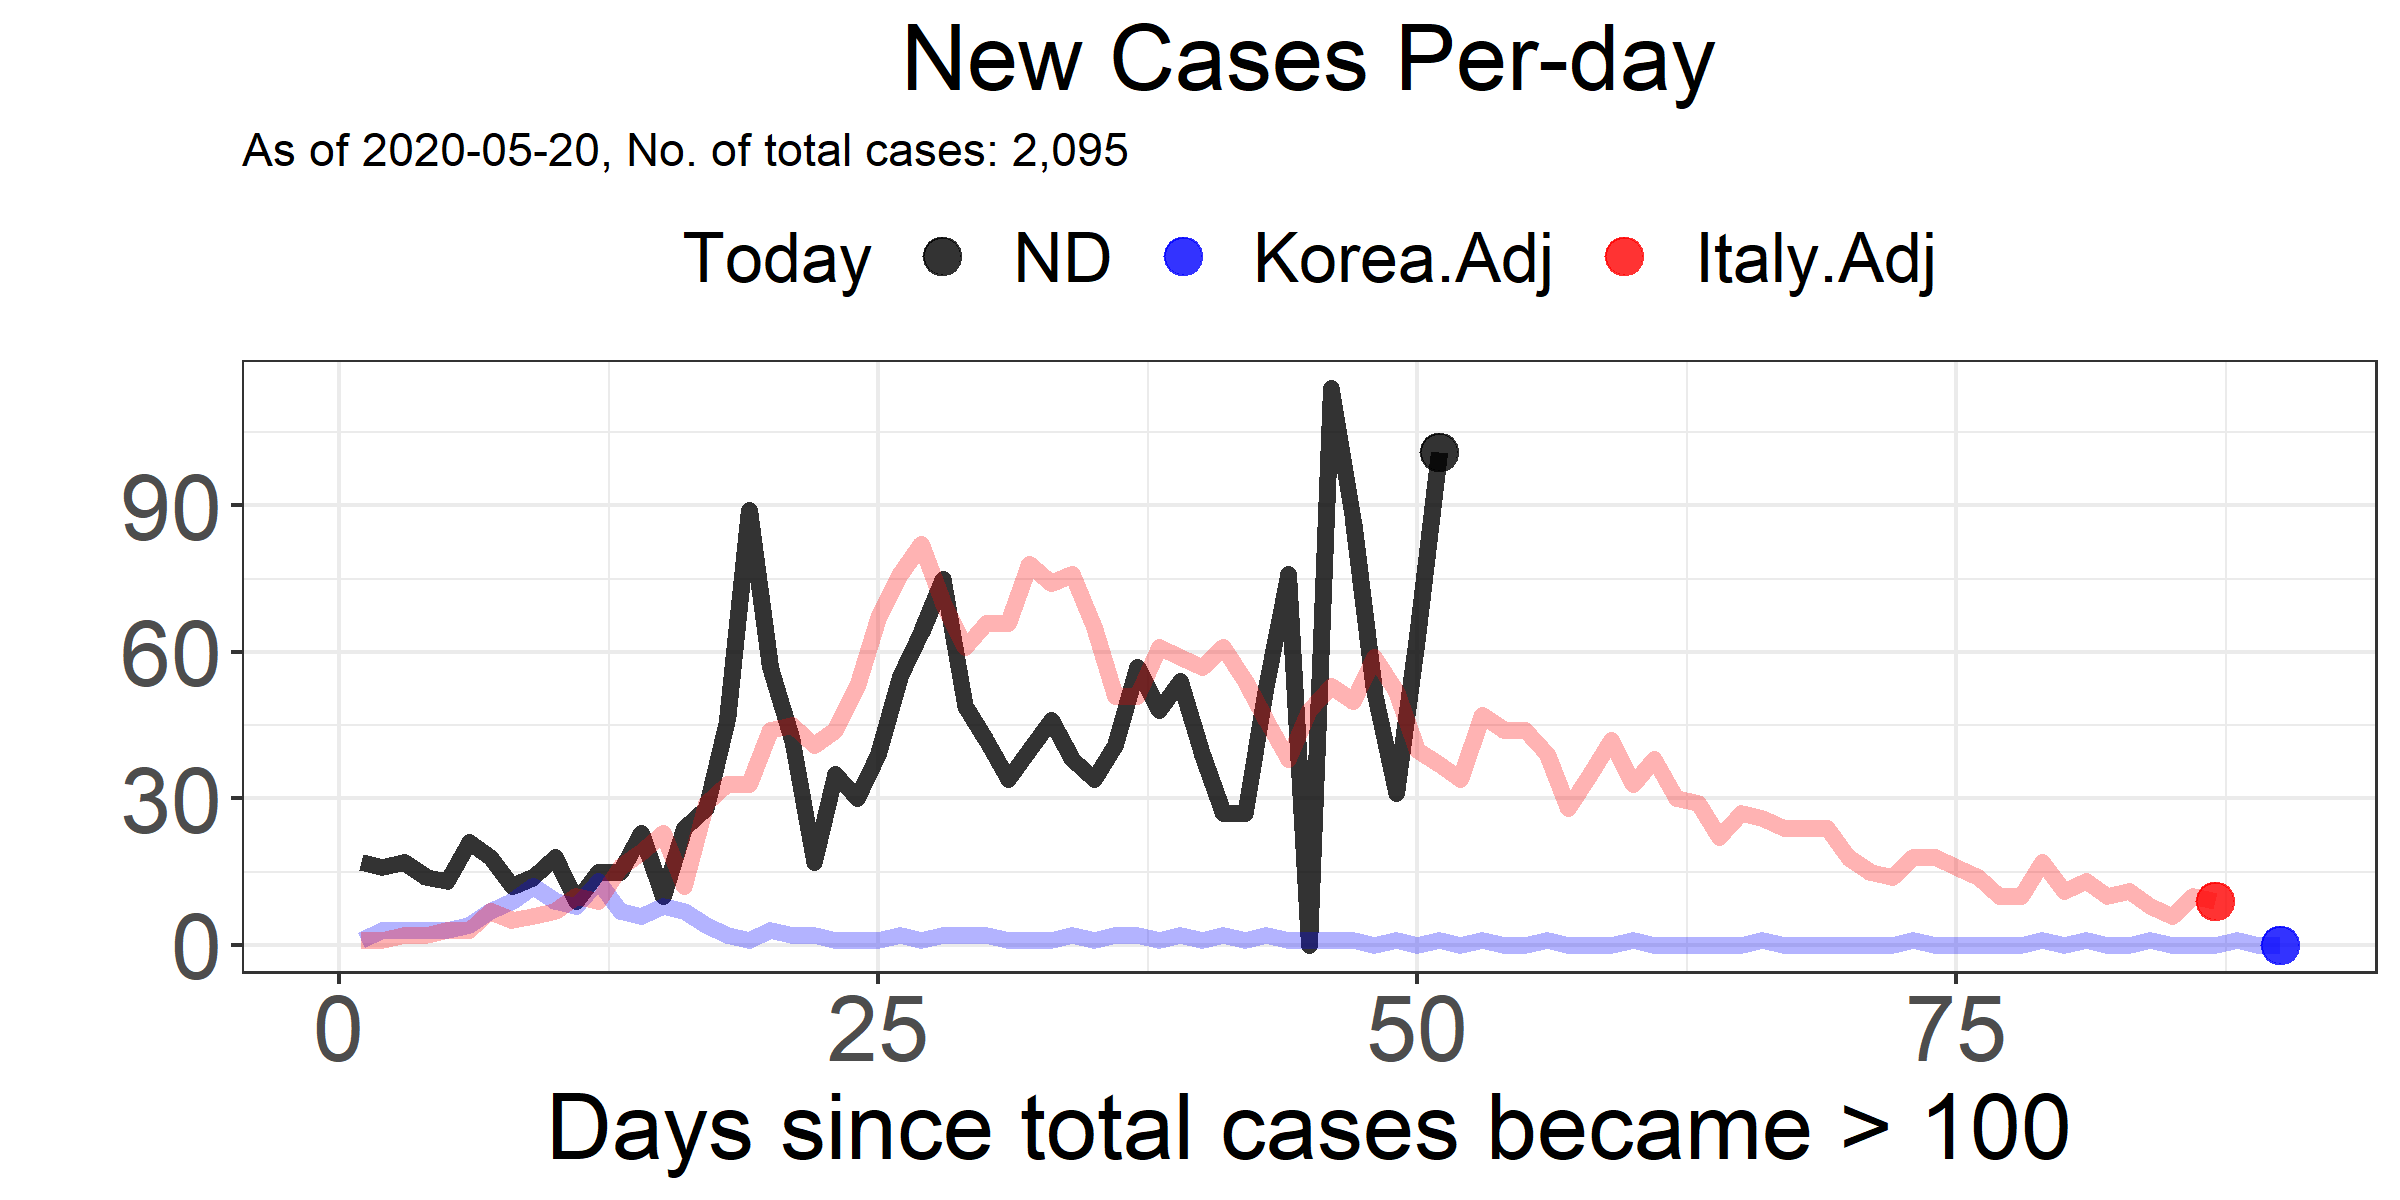 New Cases Per-day
As of 2020-05-20, No. of total cases: 2,095
Today ND Korea.Adj Italy.Adj
90
60
30
0
0 25 50 75
Days since total cases became > 100